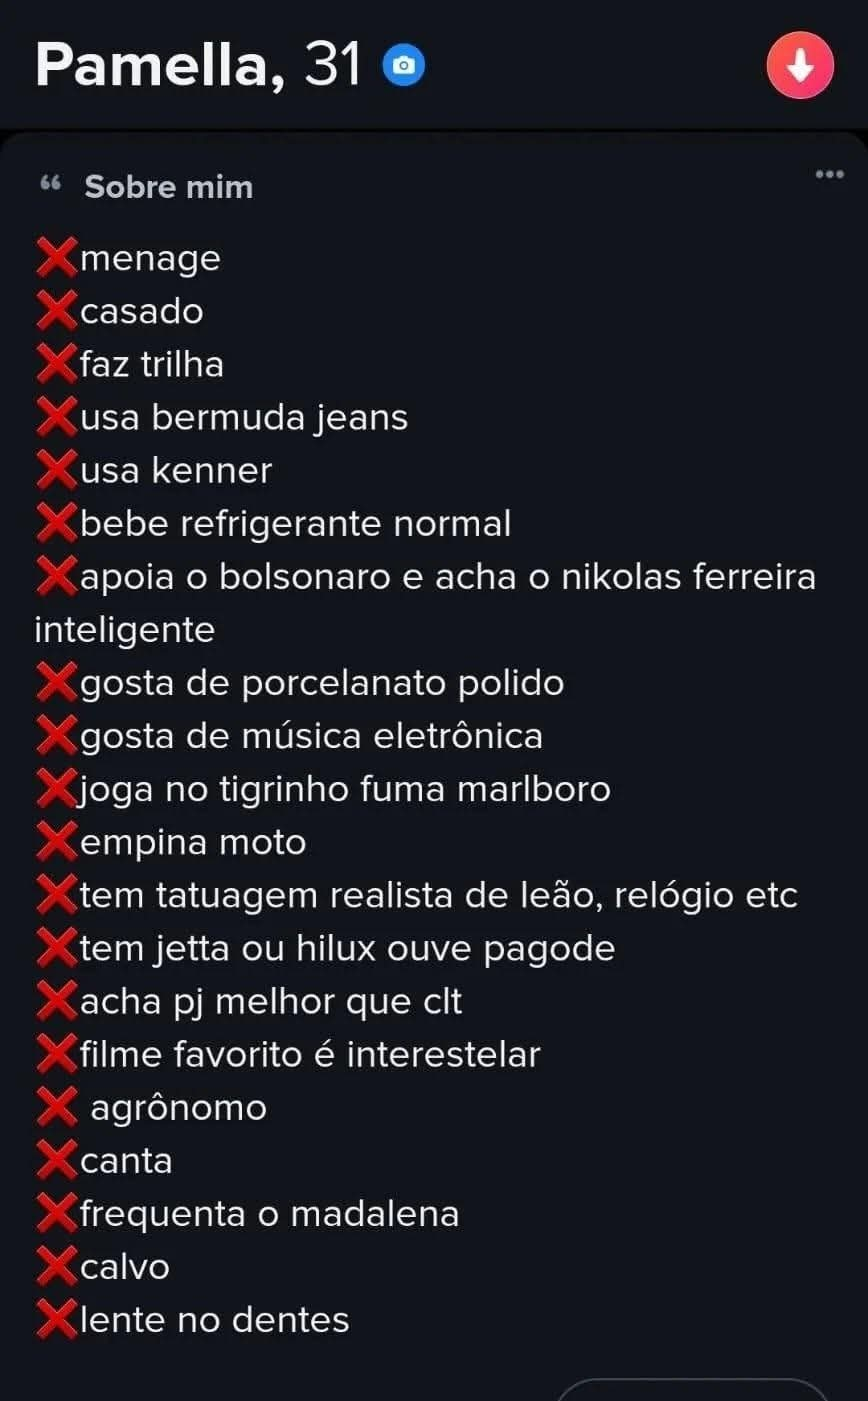 Pamella, 31
“ Sobre mim
❌menage
❌casado
❌faz trilha
❌usa bermuda jeans
❌usa kenner
❌bebe refrigerante normal
❌apoia o bolsonaro e acha o nikolas ferreira
inteligente
❌gosta de porcelanato polido
❌gosta de música eletrônica
❌joga no tigrinho fuma marlboro
❌empina moto
❌tem tatuagem realista de leão, relógio etc
❌tem jetta ou hilux ouve pagode
❌acha pj melhor que clt
❌filme favorito é interestelar
❌ agrônomo
❌canta
❌frequenta o madalena
❌calvo
❌lente no dentes